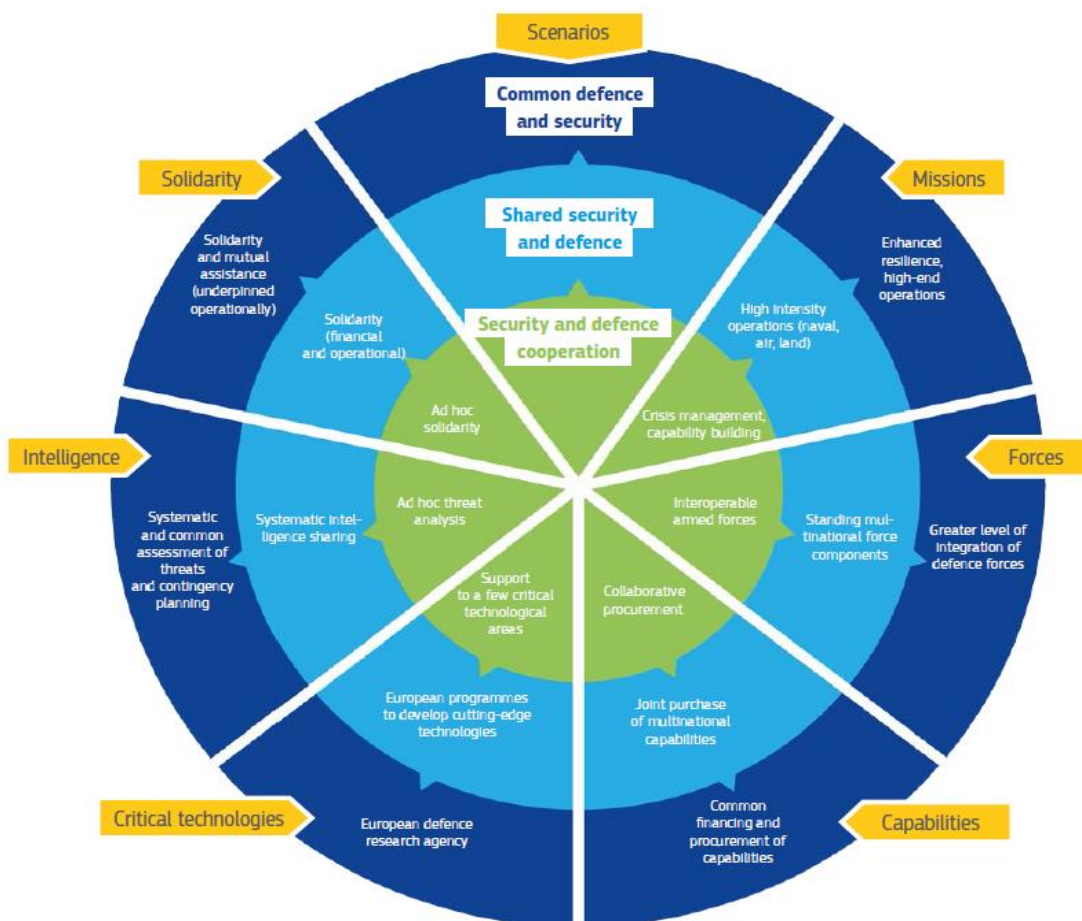 Scenarios
Common defence
and security
Shared security
and defence
Security and defence
cooperation
Missions
Enhanced
resilience,
high-end
operations
High intensity
operations (naval,
air, land)
Crisis management,
capability building
Forces
Greater level of
integration of
defence forces
Standing mul-
tinational force
components
Interoperable
armed forces
Capabilities
Common
financing and
procurement of
capabilities
Joint purchase
of multinational
capabilities
Collaborative
procurement
Critical technologies
European defence
research agency
European programmes
to develop cutting-edge
technologies
Support
to a few critical
technological
areas
Intelligence
Systematic
and common
assessment of
threats
and contingency
planning
Systematic intel-
ligence sharing
Ad hoc threat
analysis
Solidarity
Solidarity
and mutual
assistance
(underpinned
operationally)
Solidarity
(financial
and operational)
Ad hoc
solidarity